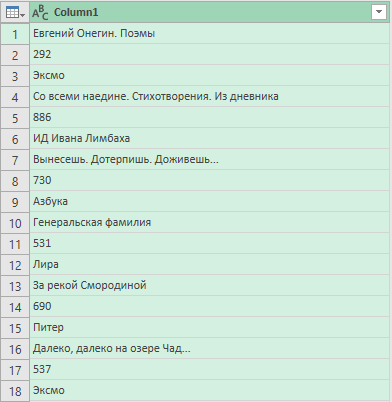 ABC Column1
1 Евгений Онегин. Поэмы
2 292
3 Эксмо
4 Со всеми наедине. Стихотворения. Из дневника
5 886
6 ИД Ивана Лимбаха
7 Вынесешь. Дотерпишь. Доживешь...
8 730
9 Азбука
10 Генеральская фамилия
11 531
12 Лира
13 За рекой Смородиной
14 690
15 Питер
16 Далеко, далеко на озере Чад...
17 537
18 Эксмо